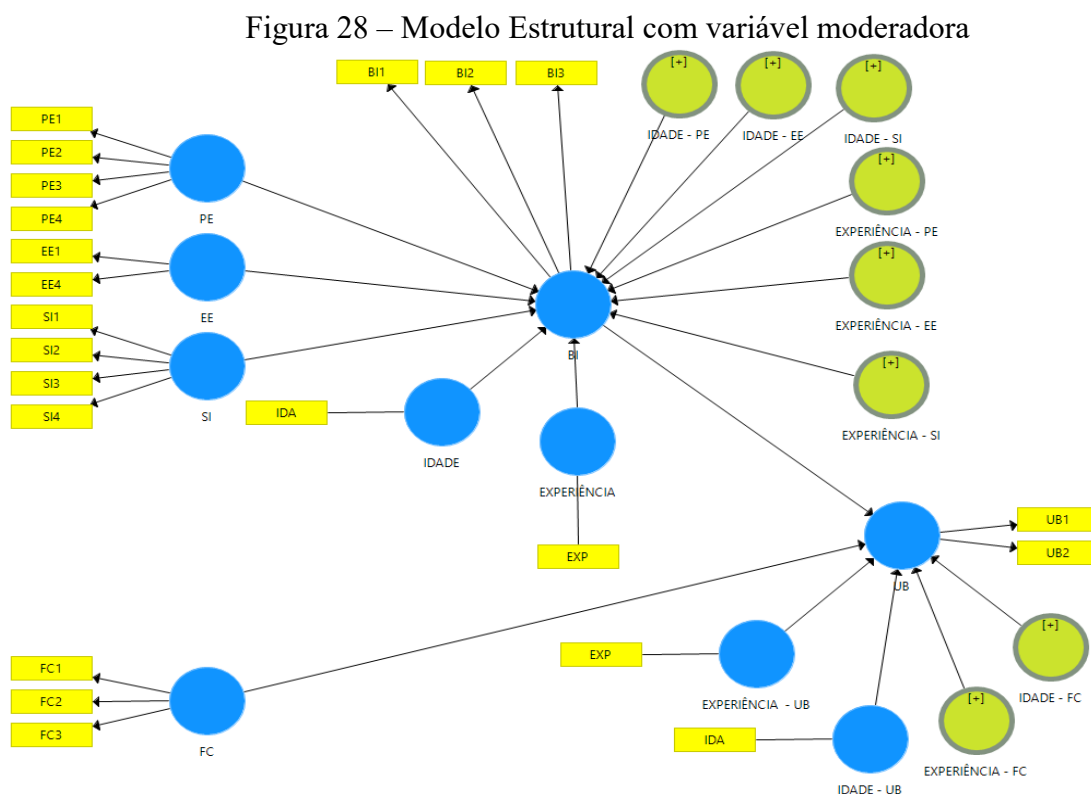 Figura 28 – Modelo Estrutural com variável moderadora
BI1
BI2
BI3
[+]
IDADE - PE
[+]
IDADE - EE
[+]
IDADE - SI
PE1
PE2
PE3
PE4
PE
EE1
EE4
EE
SI1
SI2
SI3
SI4
SI
[+]
EXPERIÊNCIA - PE
[+]
EXPERIÊNCIA - EE
[+]
EXPERIÊNCIA - SI
BI
IDA
IDADE
EXPERIÊNCIA
EXP
UB1
UB2
UB
FC1
FC2
FC3
FC
EXP
EXPERIÊNCIA - UB
IDA
IDADE - UB
[+]
EXPERIÊNCIA - FC
[+]
IDADE - FC